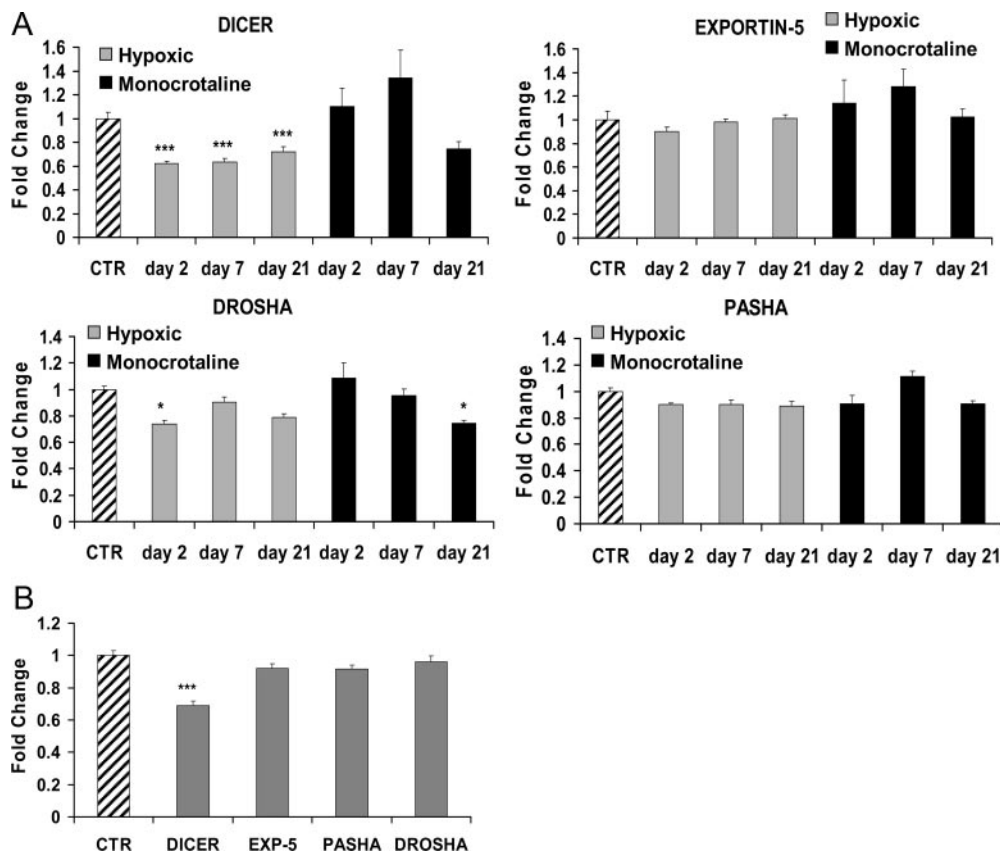 A
DICER
Hypoxic
Monocrotaline
Fold Change
1.6
1.4
1.2
1
0.8
0.6
0.4
0.2
0
***
***
***
CTR day 2 day 7 day 21 day 2 day 7 day 21
EXPORTIN-5
Hypoxic
Monocrotaline
Fold Change
1.6
1.4
1.2
1
0.8
0.6
0.4
0.2
0
CTR day 2 day 7 day 21 day 2 day 7 day 21
DROSHA
Hypoxic
Monocrotaline
Fold Change
1.4
1.2
1
0.8
0.6
0.4
0.2
0
*
*
CTR day 2 day 7 day 21 day 2 day 7 day 21
PASHA
Hypoxic
Monocrotaline
Fold Change
1.4
1.2
1
0.8
0.6
0.4
0.2
0
CTR day 2 day 7 day 21 day 2 day 7 day 21
B
Fold Change
1.2
1
0.8
0.6
0.4
0.2
0
***
CTR DICER EXP-5 PASHA DROSHA